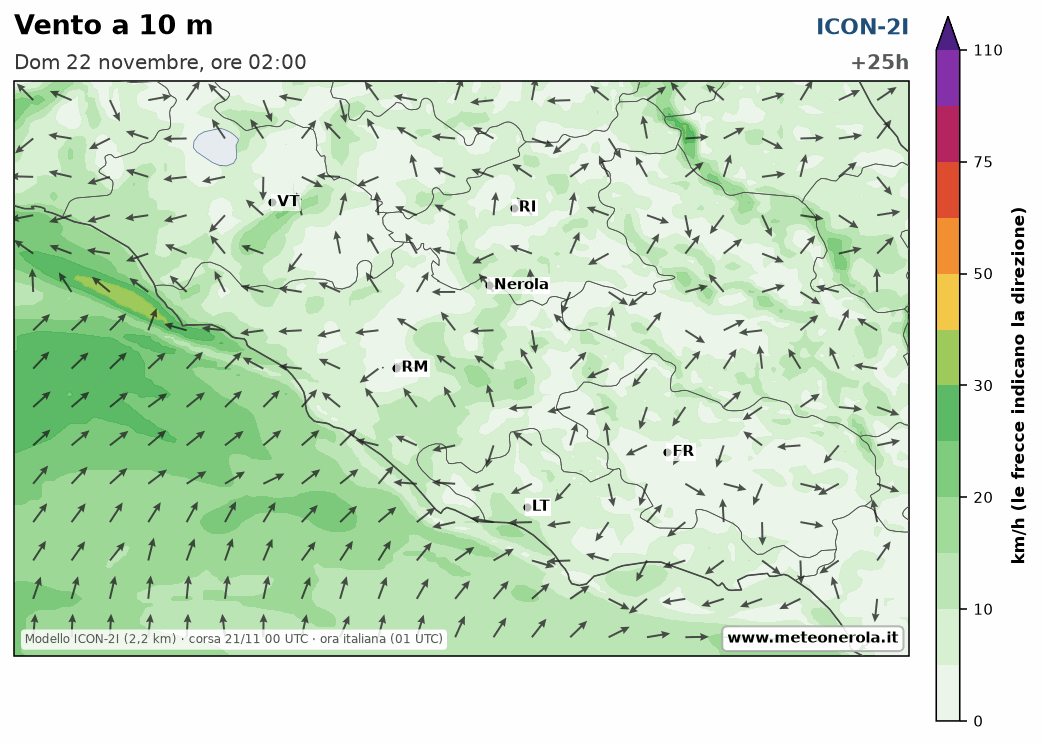 Vento a 10 m
ICON-2I
Dom 22 novembre, ore 02:00
+25h
110
75
50
30
20
10
0
km/h (le frecce indicano la direzione)
VT
RI
Nerola
RM
FR
LT
Modello ICON-2I (2,2 km) · corsa 21/11 00 UTC · ora italiana (01 UTC)
www.meteonerola.it